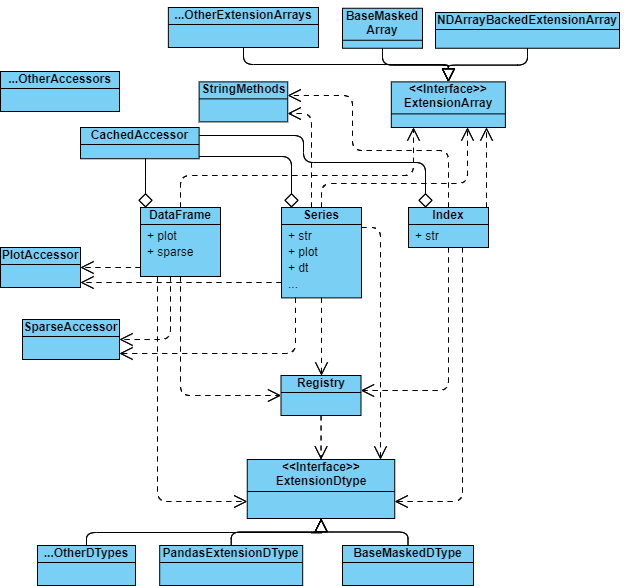 ...OtherExtensionArrays
BaseMasked
Array
NDArrayBackedExtensionArray
...OtherAccessors
StringMethods
<<Interface>>
ExtensionArray
CachedAccessor
DataFrame
+ plot
+ sparse
Series
+ str
+ plot
+ dt
...
Index
+ str
PlotAccessor
SparseAccessor
Registry
<<Interface>>
ExtensionDtype
...OtherDTypes
PandasExtensionDType
BaseMaskedDType